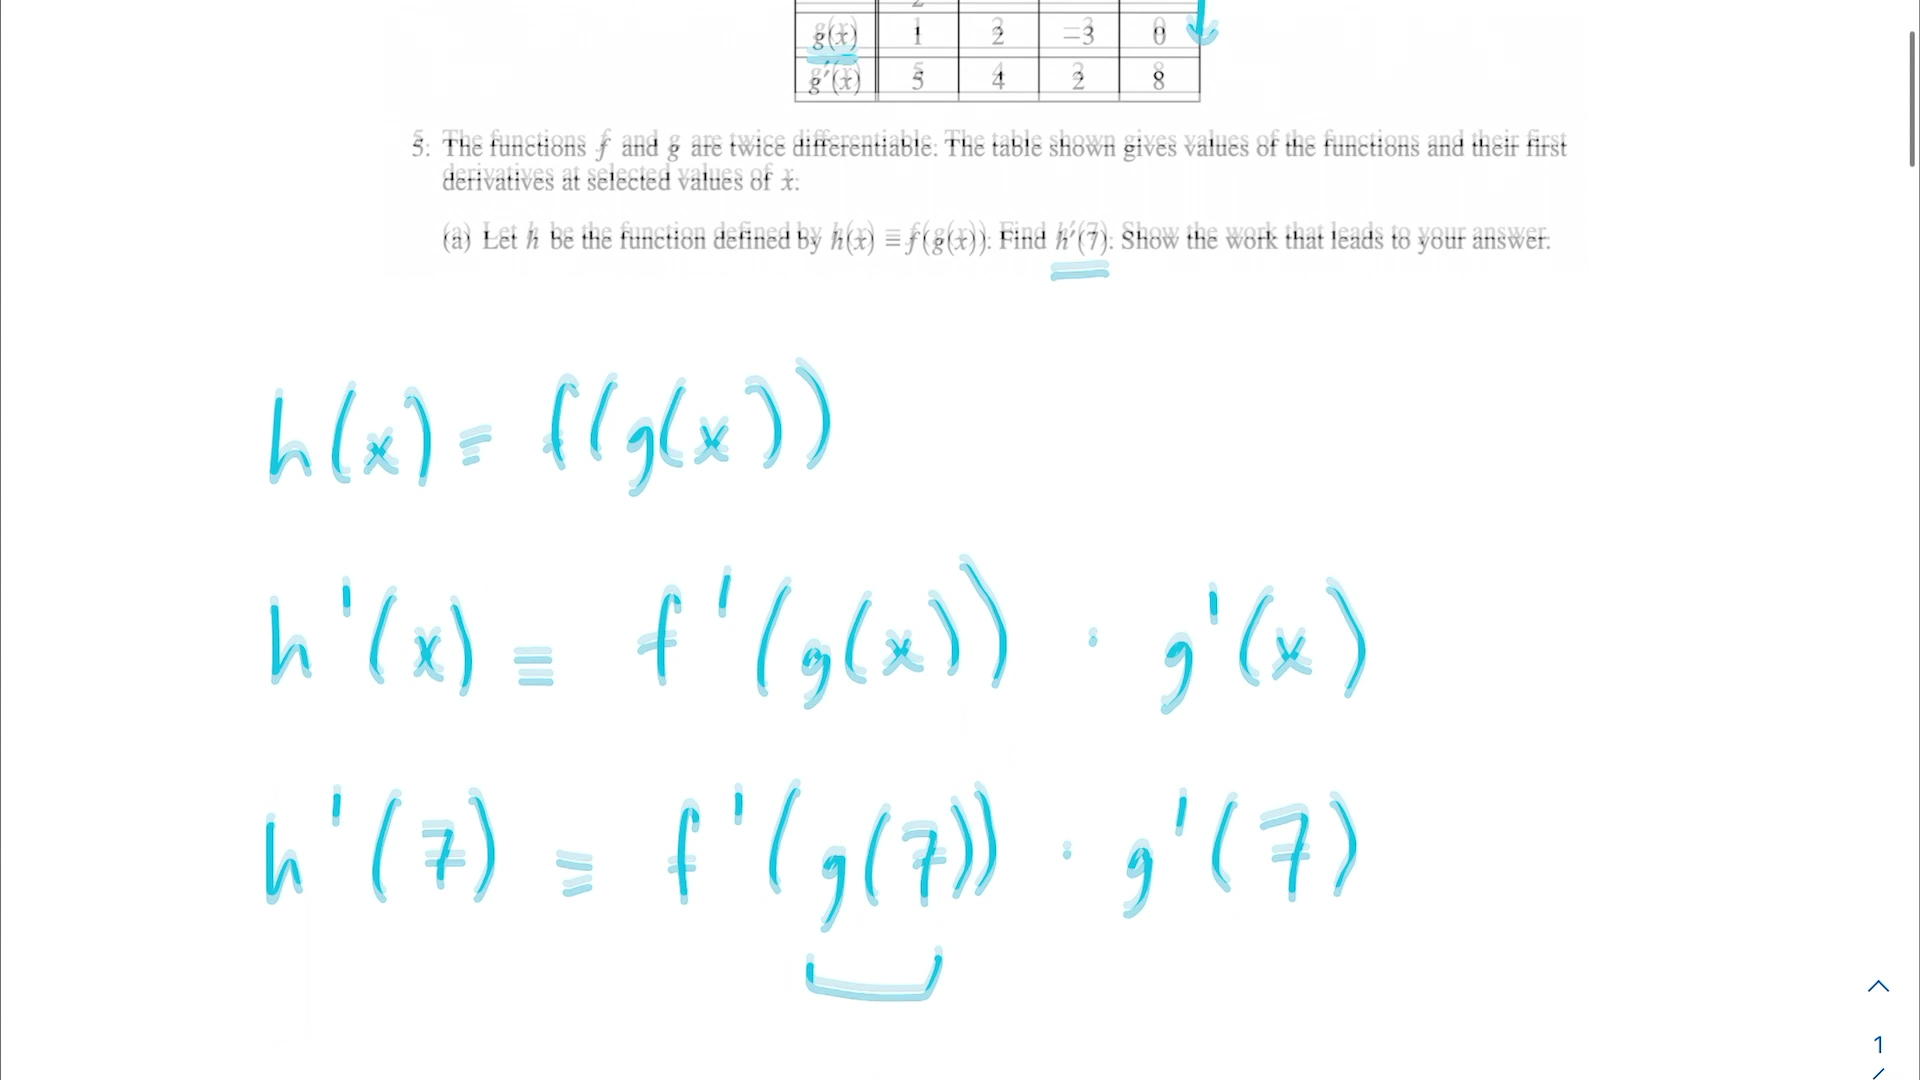 g(x) 1 2 −3 0
g′(x) 5 4 2 8
5. The functions f and g are twice differentiable. The table shown gives values of the functions and their first
derivatives at selected values of x.
(a) Let h be the function defined by h(x) = f(g(x)). Find h′(7). Show the work that leads to your answer.
h(x) = f(g(x))
h'(x) = f'(g(x)) · g'(x)
h'(7) = f'(g(7)) · g'(7)
1